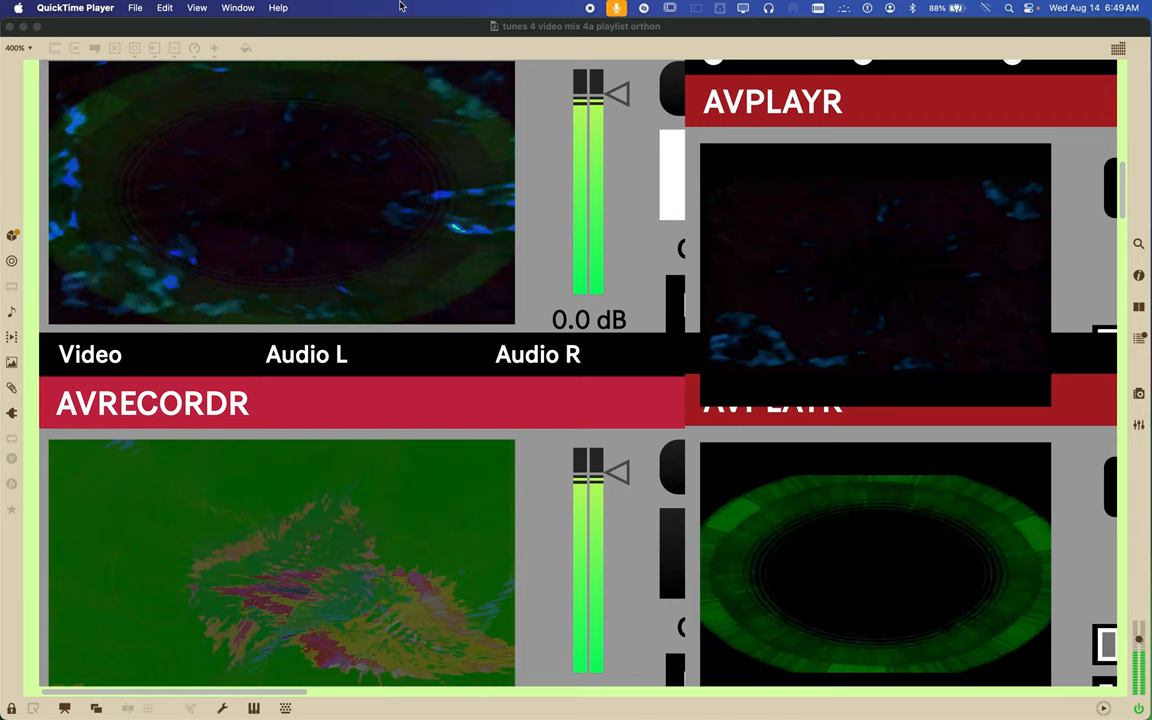 QuickTime Player File Edit View Window Help 88% Wed Aug 14 6:49 AM
tunes 4 video mix 4a playlist orthon
400%
AVPLAYR
0.0 dB
Video Audio L Audio R
AVRECORDR
AVPLAYR